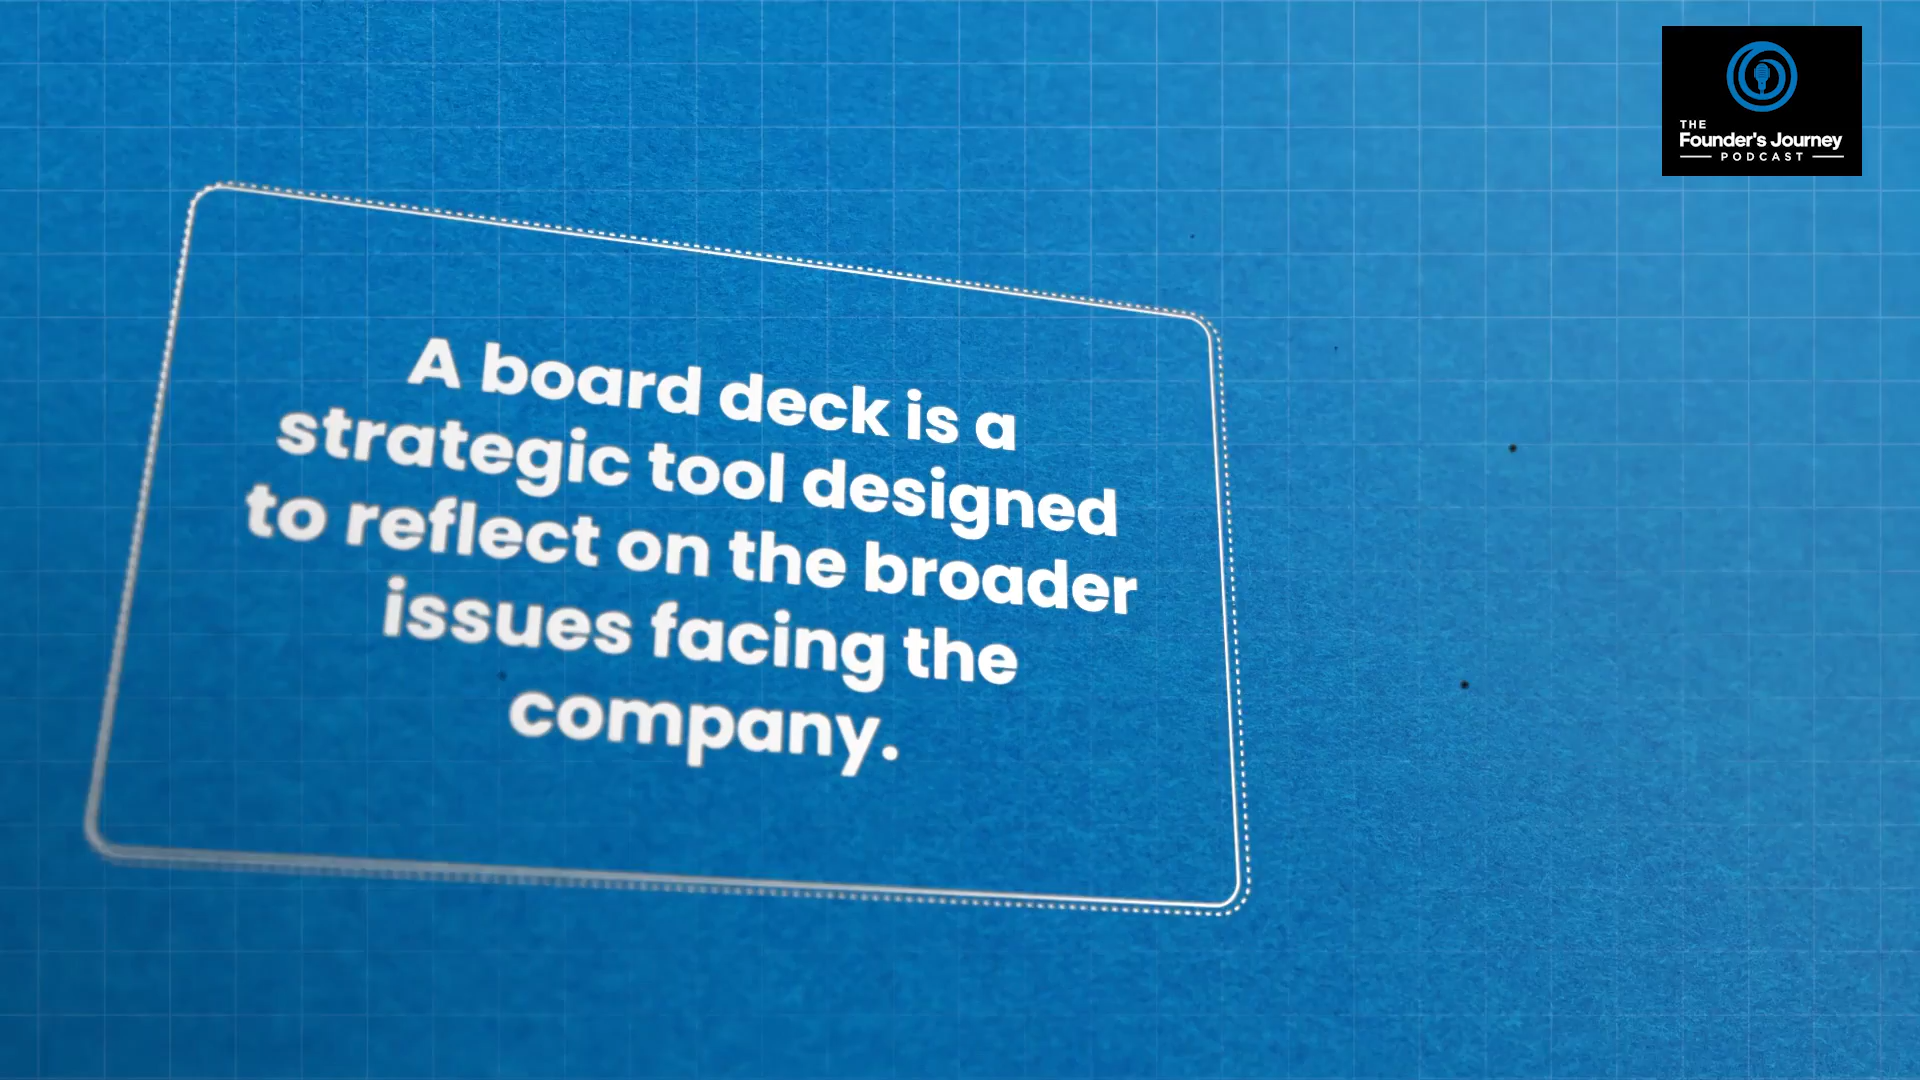 THE
Founder's Journey
PODCAST
A board deck is a
strategic tool designed
to reflect on the broader
issues facing the
company.